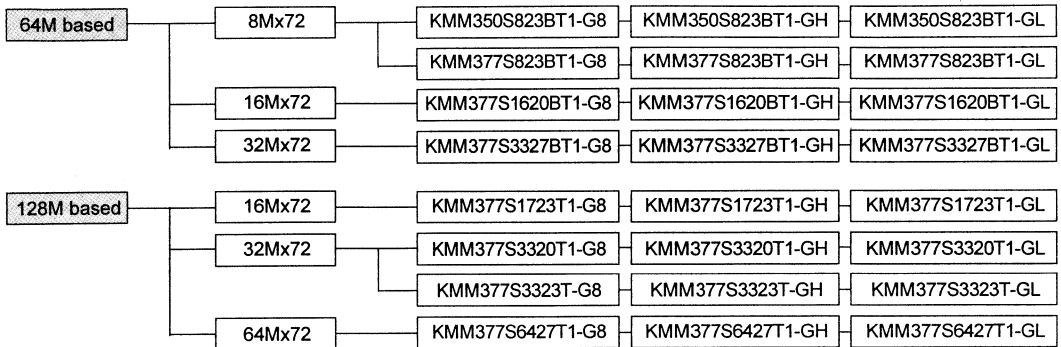 64M based 8Mx72 KMM350S823BT1-G8 KMM350S823BT1-GH KMM350S823BT1-GL
KMM377S823BT1-G8 KMM377S823BT1-GH KMM377S823BT1-GL
16Mx72 KMM377S1620BT1-G8 KMM377S1620BT1-GH KMM377S1620BT1-GL
32Mx72 KMM377S3327BT1-G8 KMM377S3327BT1-GH KMM377S3327BT1-GL
128M based 16Mx72 KMM377S1723T1-G8 KMM377S1723T1-GH KMM377S1723T1-GL
32Mx72 KMM377S3320T1-G8 KMM377S3320T1-GH KMM377S3320T1-GL
KMM377S3323T-G8 KMM377S3323T-GH KMM377S3323T-GL
64Mx72 KMM377S6427T1-G8 KMM377S6427T1-GH KMM377S6427T1-GL